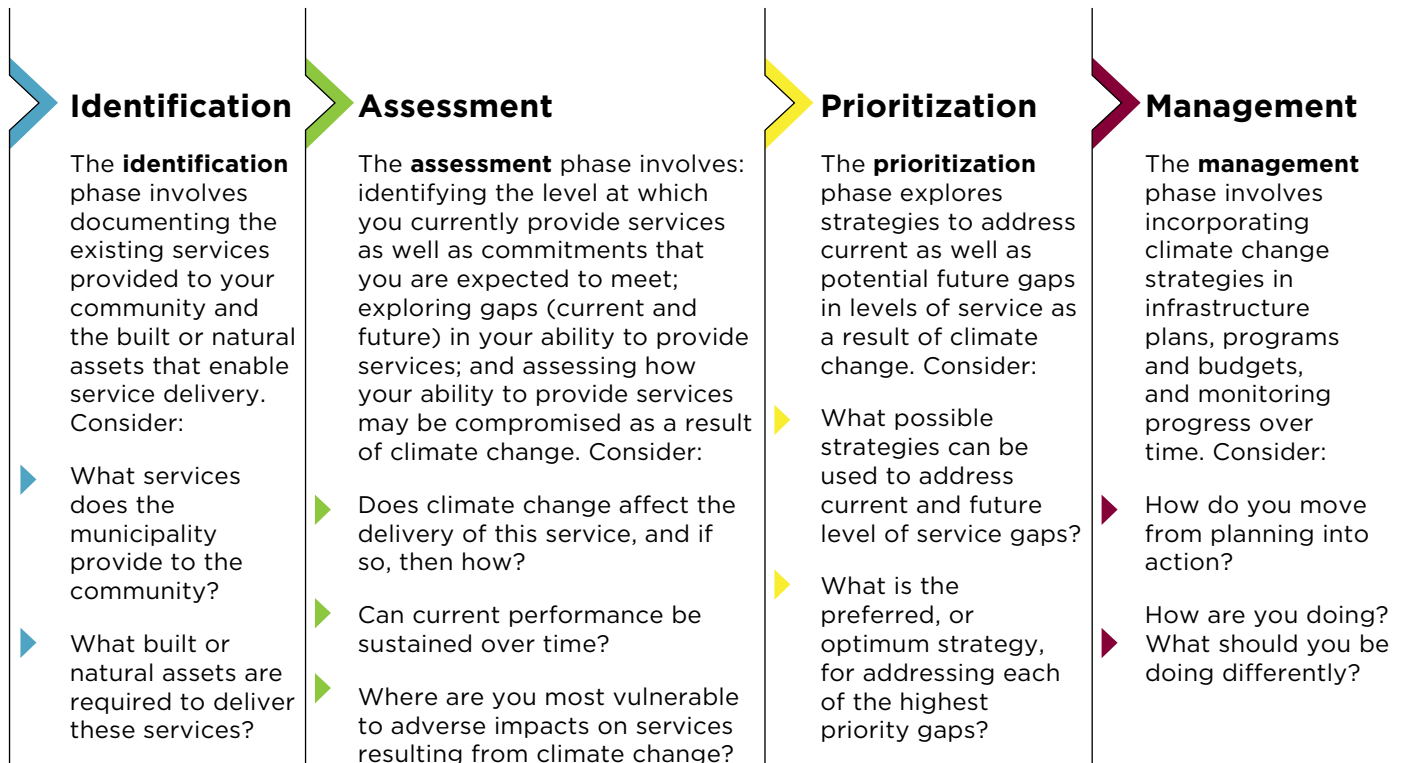 Identification
The identification
phase involves
documenting the
existing services
provided to your
community and
the built or natural
assets that enable
service delivery.
Consider:
What services
does the
municipality
provide to the
community?
What built or
natural assets are
required to deliver
these services?
Assessment
The assessment phase involves:
identifying the level at which
you currently provide services
as well as commitments that
you are expected to meet;
exploring gaps (current and
future) in your ability to provide
services; and assessing how
your ability to provide services
may be compromised as a result
of climate change. Consider:
Does climate change affect the
delivery of this service, and if
so, then how?
Can current performance be
sustained over time?
Where are you most vulnerable
to adverse impacts on services
resulting from climate change?
Prioritization
The prioritization
phase explores
strategies to address
current as well as
potential future gaps
in levels of service as
a result of climate
change. Consider:
What possible
strategies can be
used to address
current and future
level of service gaps?
What is the
preferred, or
optimum strategy,
for addressing each
of the highest
priority gaps?
Management
The management
phase involves
incorporating
climate change
strategies in
infrastructure
plans, programs
and budgets,
and monitoring
progress over
time. Consider:
How do you move
from planning into
action?
How are you doing?
What should you be
doing differently?